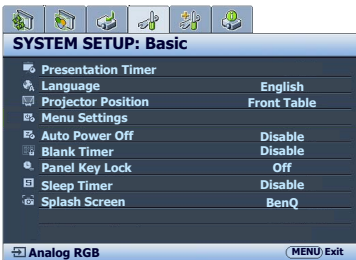 SYSTEM SETUP: Basic
Presentation Timer
Language English
Projector Position Front Table
Menu Settings
Auto Power Off Disable
Blank Timer Disable
Panel Key Lock Off
Sleep Timer Disable
Splash Screen BenQ
Analog RGB MENU Exit